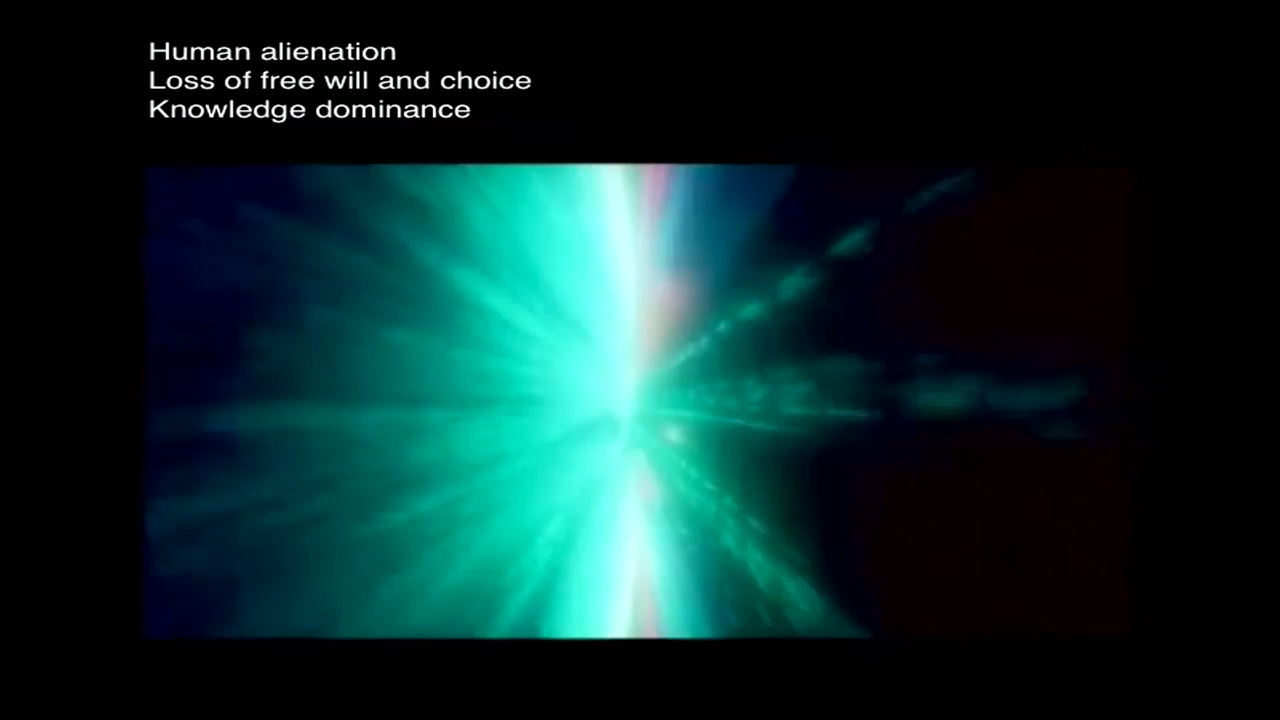 Human alienation
Loss of free will and choice
Knowledge dominance